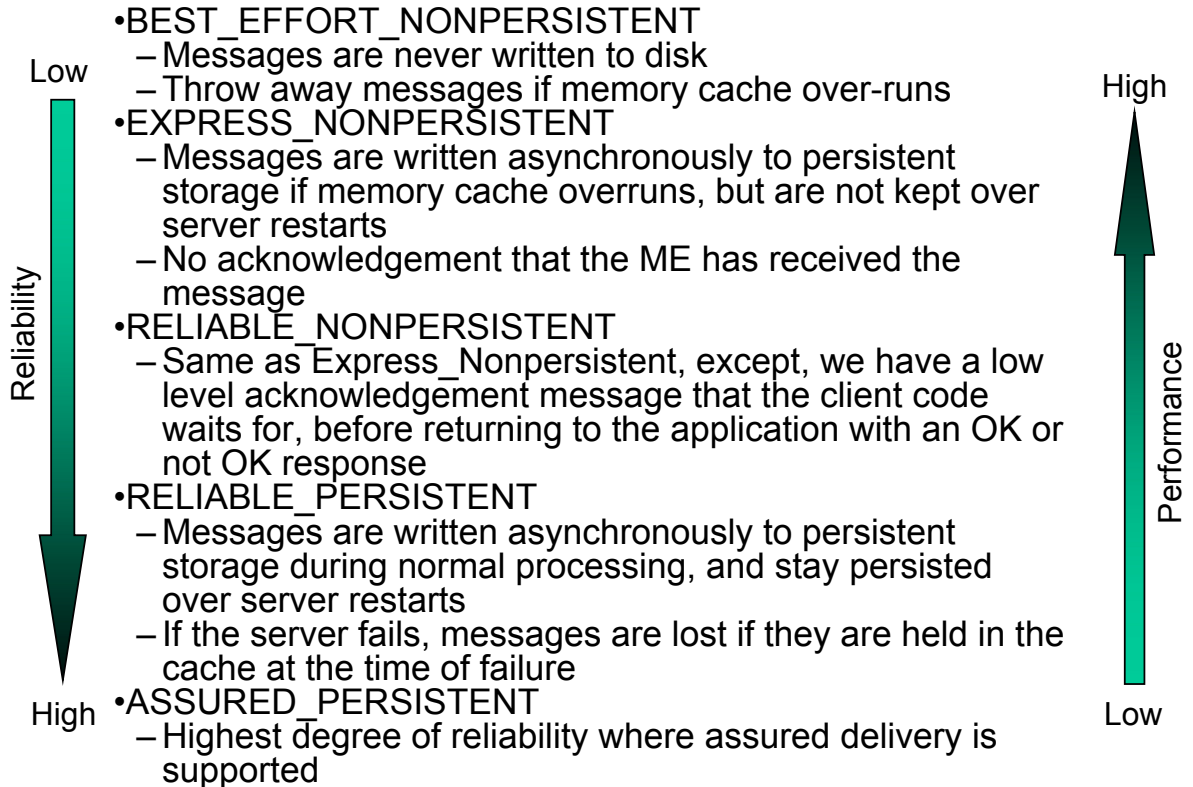 •BEST_EFFORT_NONPERSISTENT
– Messages are never written to disk
– Throw away messages if memory cache over-runs
•EXPRESS_NONPERSISTENT
– Messages are written asynchronously to persistent
storage if memory cache overruns, but are not kept over
server restarts
– No acknowledgement that the ME has received the
message
•RELIABLE_NONPERSISTENT
– Same as Express_Nonpersistent, except, we have a low
level acknowledgement message that the client code
waits for, before returning to the application with an OK or
not OK response
•RELIABLE_PERSISTENT
– Messages are written asynchronously to persistent
storage during normal processing, and stay persisted
over server restarts
– If the server fails, messages are lost if they are held in the
cache at the time of failure
•ASSURED_PERSISTENT
– Highest degree of reliability where assured delivery is
supported
Low
Reliability
High
High
Performance
Low